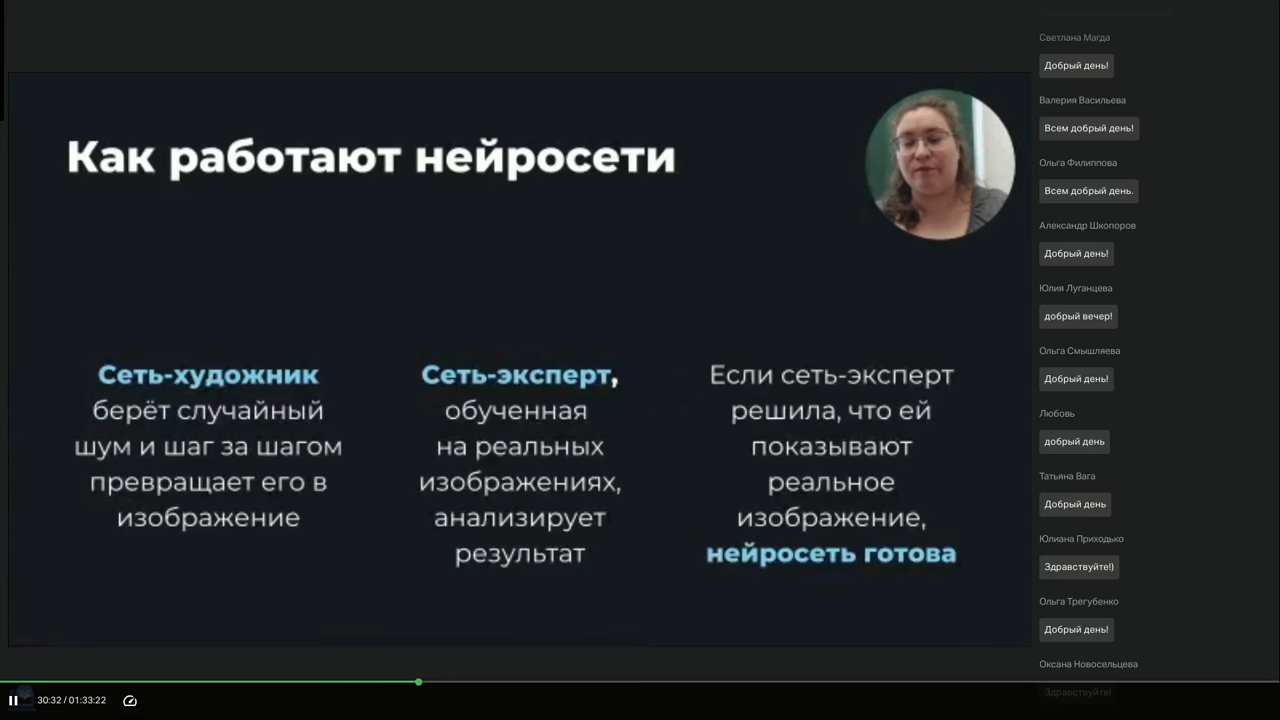 Как работают нейросети
Сеть-художник
берёт случайный
шум и шаг за шагом
превращает его в
изображение
Сеть-эксперт,
обученная
на реальных
изображениях,
анализирует
результат
Если сеть-эксперт
решила, что ей
показывают
реальное
изображение,
нейросеть готова
Светлана Магда
Добрый день!
Валерия Васильева
Всем добрый день!
Ольга Филиппова
Всем добрый день.
Александр Шкопоров
Добрый день!
Юлия Луганцева
добрый вечер!
Ольга Смышляева
Добрый день!
Любовь
добрый день
Татьяна Вага
Добрый день
Юлиана Приходько
Здравствуйте!)
Ольга Трегубенко
Добрый день!
Оксана Новосельцева
Здравствуйте!
30:32 / 01:33:22